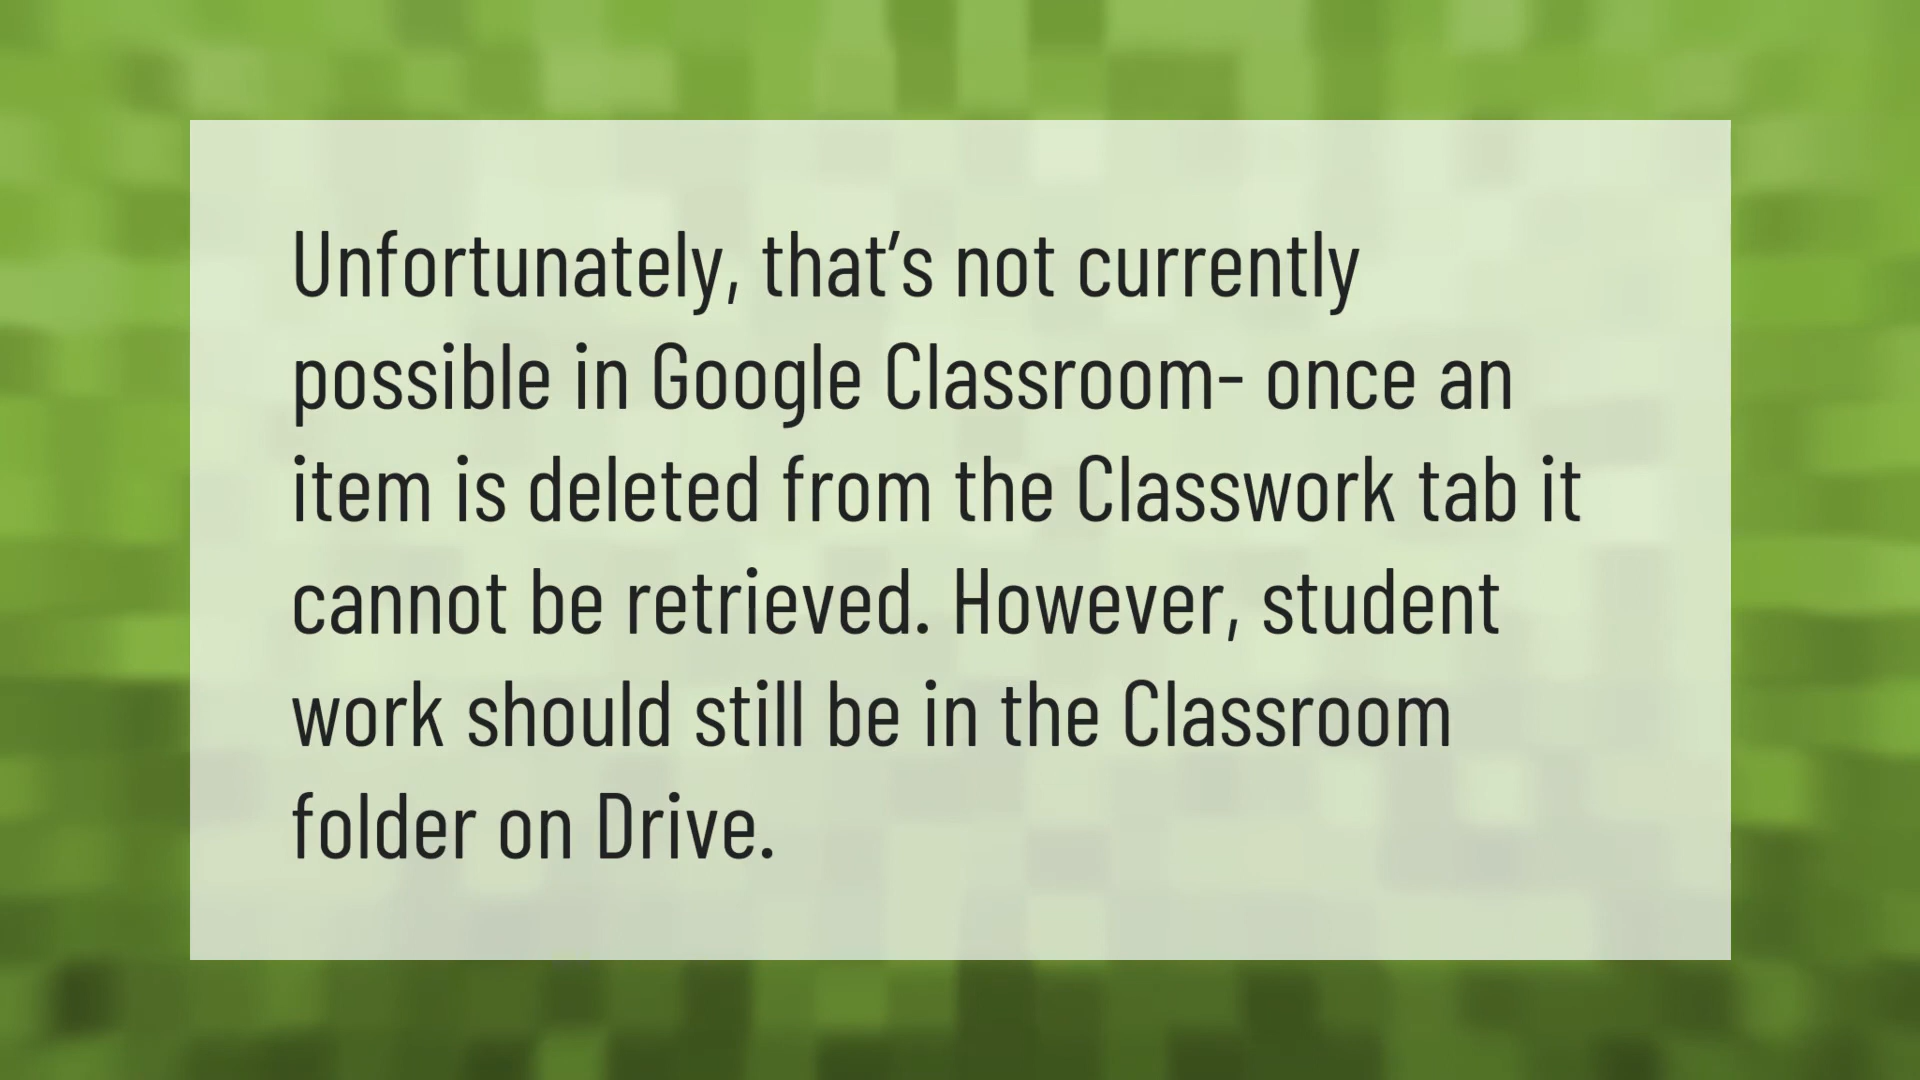 Unfortunately, that’s not currently
possible in Google Classroom- once an
item is deleted from the Classwork tab it
cannot be retrieved. However, student
work should still be in the Classroom
folder on Drive.